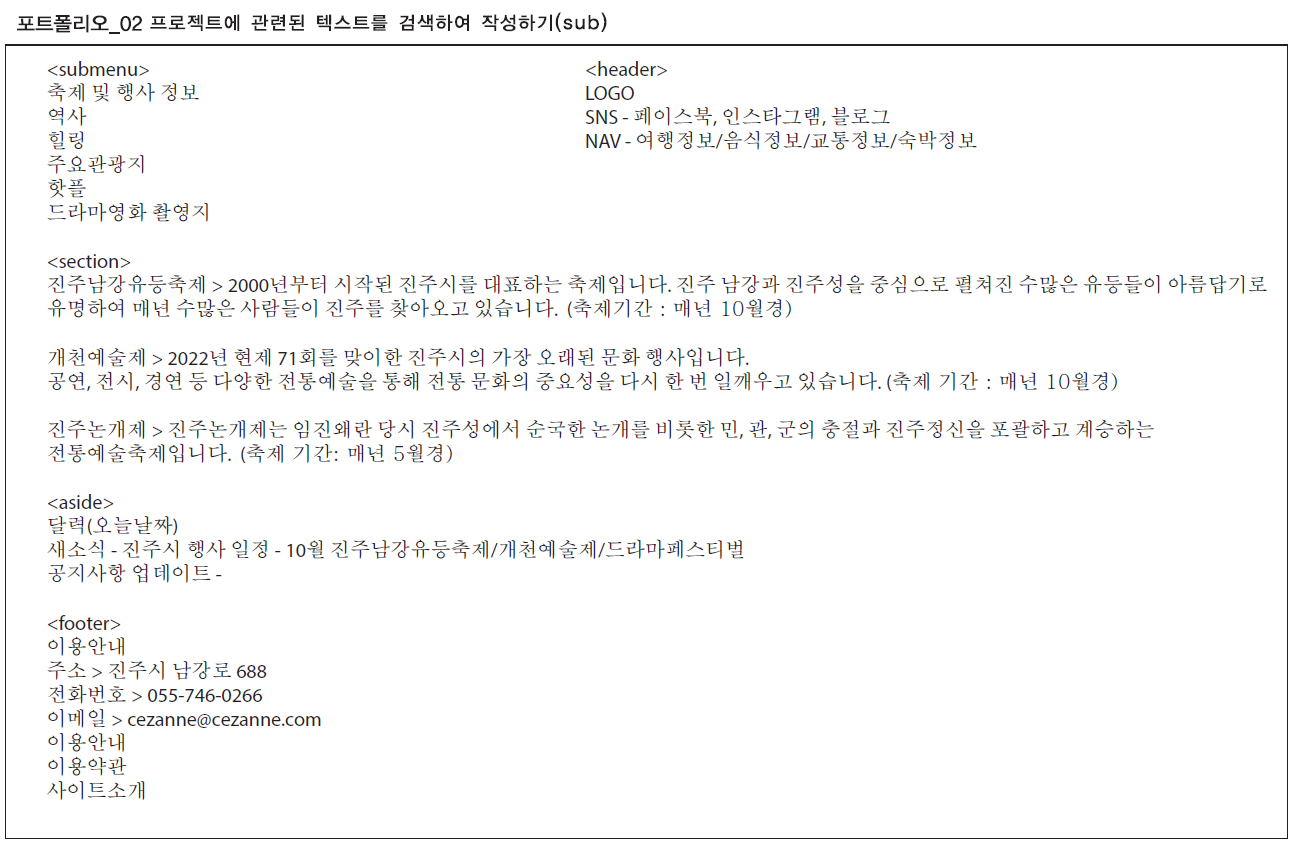 포트폴리오_02 프로젝트에 관련된 텍스트를 검색하여 작성하기(sub)
<submenu>
축제 및 행사 정보
역사
힐링
주요관광지
핫플
드라마영화 촬영지
<header>
LOGO
SNS - 페이스북, 인스타그램, 블로그
NAV - 여행정보/음식정보/교통정보/숙박정보
<section>
진주남강유등축제 > 2000년부터 시작된 진주시를 대표하는 축제입니다. 진주 남강과 진주성을 중심으로 펼쳐진 수많은 유등들이 아름답기로
유명하여 매년 수많은 사람들이 진주를 찾아오고 있습니다. (축제기간 : 매년 10월경)
개천예술제 > 2022년 현제 71회를 맞이한 진주시의 가장 오래된 문화 행사입니다.
공연, 전시, 경연 등 다양한 전통예술을 통해 전통 문화의 중요성을 다시 한 번 일깨우고 있습니다. (축제 기간 : 매년 10월경)
진주논개제 > 진주논개제는 임진왜란 당시 진주성에서 순국한 논개를 비롯한 민, 관, 군의 충절과 진주정신을 포괄하고 계승하는
전통예술축제입니다. (축제 기간: 매년 5월경)
<aside>
달력(오늘날짜)
새소식 - 진주시 행사 일정 - 10월 진주남강유등축제/개천예술제/드라마페스티벌
공지사항 업데이트 -
<footer>
이용안내
주소 > 진주시 남강로 688
전화번호 > 055-746-0266
이메일 > cezanne@cezanne.com
이용안내
이용약관
사이트소개